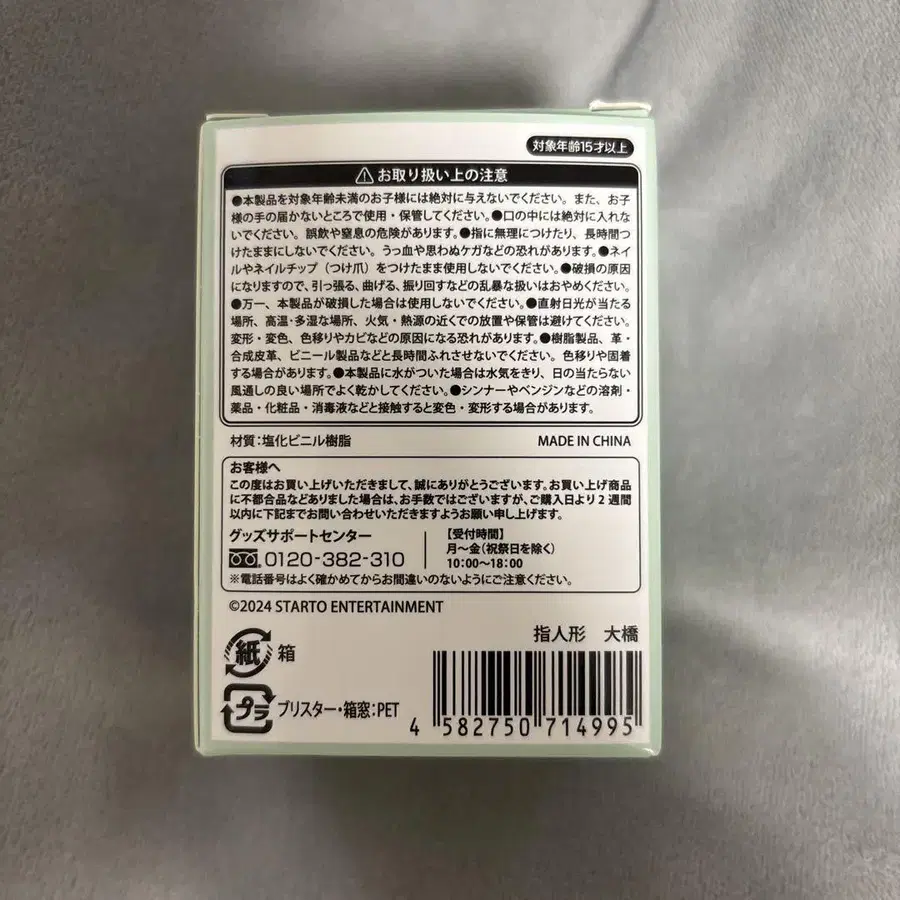 対象年齢15才以上
お取り扱い上の注意
●本製品を対象年齢未満のお子様には絶対に与えないでください。また、お子
様の手の届かないところで使用・保管してください。●口の中には絶対に入れな
いでください。誤飲や窒息の危険があります。●指に無理につけたり、長時間つ
けたままにしないでください。うっ血や思わぬケガなどの恐れがあります。●ネイ
ルやネイルチップ（つけ爪）をつけたまま使用しないでください。●破損の原因
になりますので、引っ張る、曲げる、振り回すなどの乱暴な扱いはおやめください。
●万一、本製品が破損した場合は使用しないでください。●直射日光が当たる
場所、高温・多湿な場所、火気・熱源の近くでの放置や保管は避けてください。
変形・変色、色移りやカビなどの原因になる恐れがあります。●樹脂製品、革・
合成皮革、ビニール製品などと長時間ふれさせないでください。色移りや固着
する場合があります。●本製品に水がついた場合は水気をきり、日の当たらない
風通しの良い場所でよく乾かしてください。●シンナーやベンジンなどの溶剤・
薬品・化粧品・消毒液などと接触すると変色・変形する場合があります。
材質：塩化ビニル樹脂 MADE IN CHINA
お客様へ
この度はお買い上げいただきまして、誠にありがとうございます。お買い上げ商品
に不都合品などありました場合は、お手数ではございますが、ご購入日より2週間
以内に下記までお問い合わせいただきますようお願い申し上げます。
グッズサポートセンター
0120-382-310
【受付時間】
月〜金（祝祭日を除く）
10:00〜18:00
※電話番号はよく確かめてからお間違いのないようにご注意ください。
©2024 STARTO ENTERTAINMENT
指人形 大橋
紙 箱
プラ ブリスター・箱窓：PET
4 582750 714995